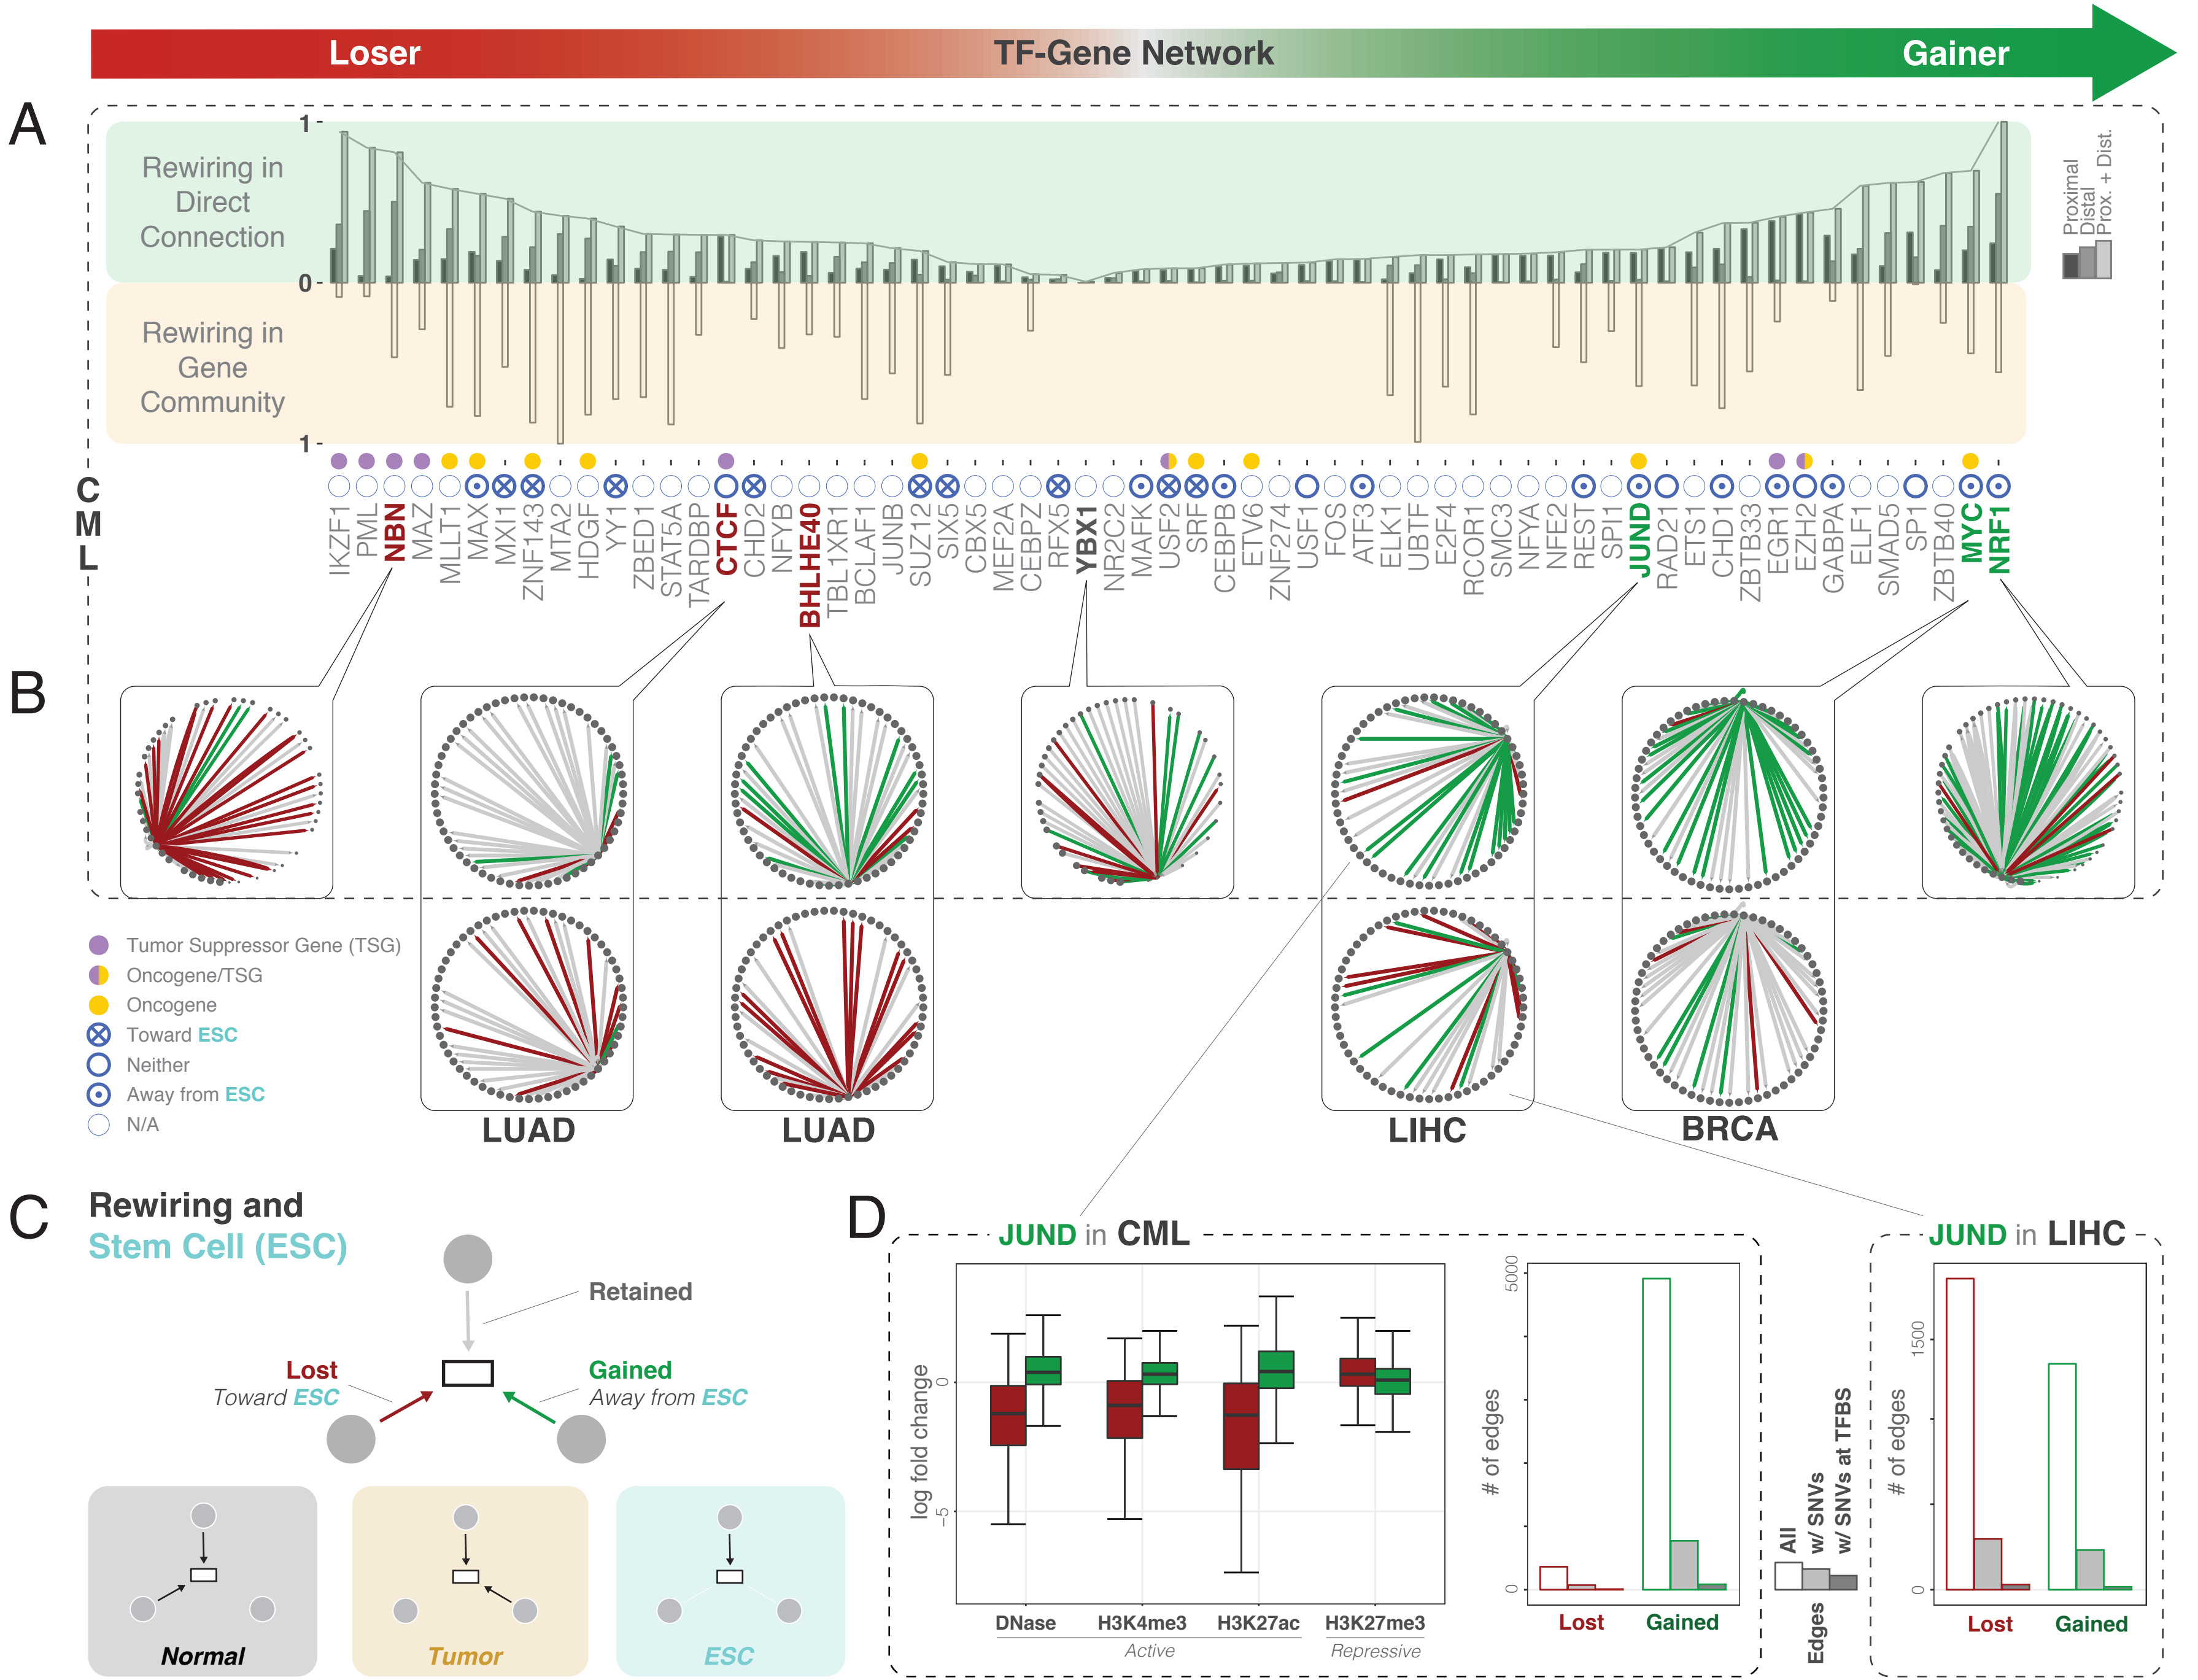 Loser
TF-Gene Network
Gainer
A
1
Rewiring in
Direct
Connection
0
Rewiring in
Gene
Community
1
Proximal
Distal
Prox. + Dist.
C
M
L
IKZF1
PML
NBN
MAZ
MLLT1
MAX
MXI1
ZNF143
MTA2
HDGF
YY1
ZBED1
STAT5A
TARDBP
CTCF
CHD2
NFYB
BHLHE40
TBL1XR1
BCLAF1
JUNB
SUZ12
SIX5
CBX5
MEF2A
CEBPZ
RFX5
YBX1
NR2C2
MAFK
USF2
SRF
CEBPB
ETV6
ZNF274
USF1
FOS
ATF3
ELK1
UBTF
E2F4
RCOR1
SMC3
NFYA
NFE2
REST
SPI1
JUND
RAD21
ETS1
CHD1
ZBTB33
EGR1
EZH2
GABPA
ELF1
SMAD5
SP1
ZBTB40
MYC
NRF1
B
Tumor Suppressor Gene (TSG)
Oncogene/TSG
Oncogene
Toward ESC
Neither
Away from ESC
N/A
LUAD
LUAD
LIHC
BRCA
C
Rewiring and
Stem Cell (ESC)
Retained
Lost
Toward ESC
Gained
Away from ESC
Normal
Tumor
ESC
D
JUND in CML
log fold change
0
−5
DNase
H3K4me3
H3K27ac
H3K27me3
Active
Repressive
# of edges
5000
0
Lost
Gained
All
w/ SNVs
w/ SNVs at TFBS
Edges
JUND in LIHC
# of edges
1500
0
Lost
Gained